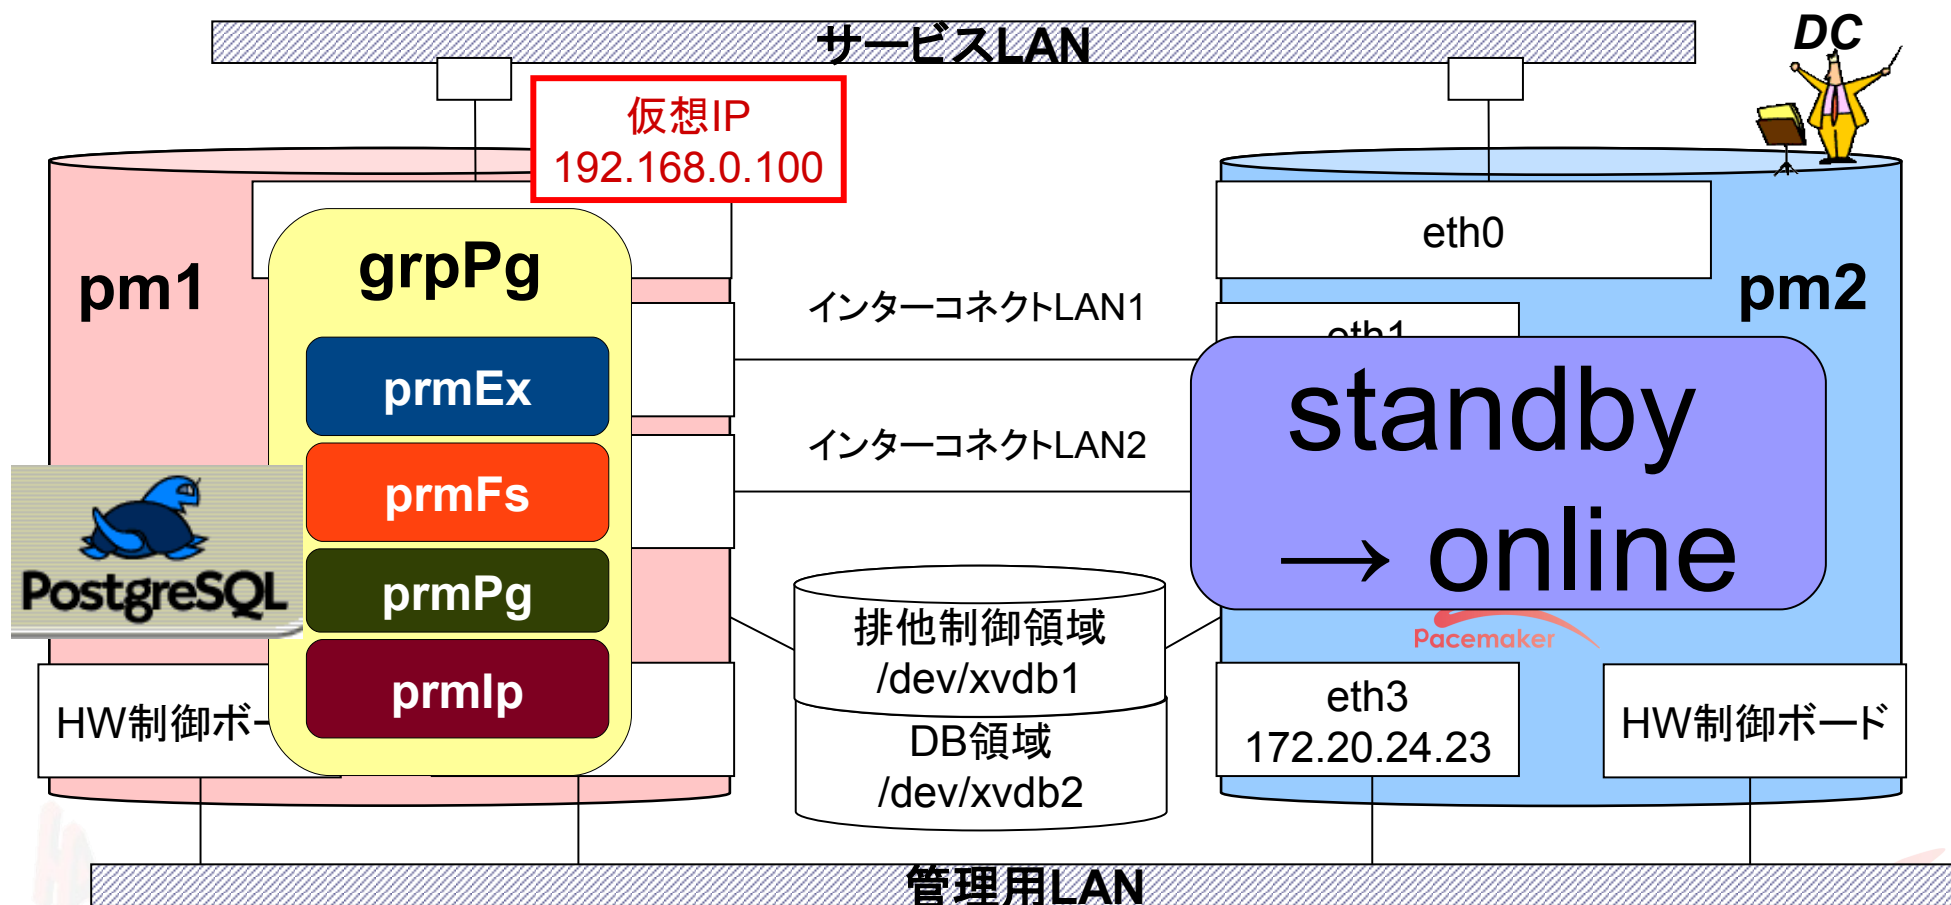 サービスLAN
DC
仮想IP
192.168.0.100
pm1
grpPg
eth0
pm2
インターコネクトLAN1
eth1
prmEx
standby
→ online
インターコネクトLAN2
prmFs
PostgreSQL
prmPg
排他制御領域
/dev/xvdb1
Pacemaker
prmIp
HW制御ボー
DB領域
/dev/xvdb2
eth3
172.20.24.23
HW制御ボード
管理用LAN